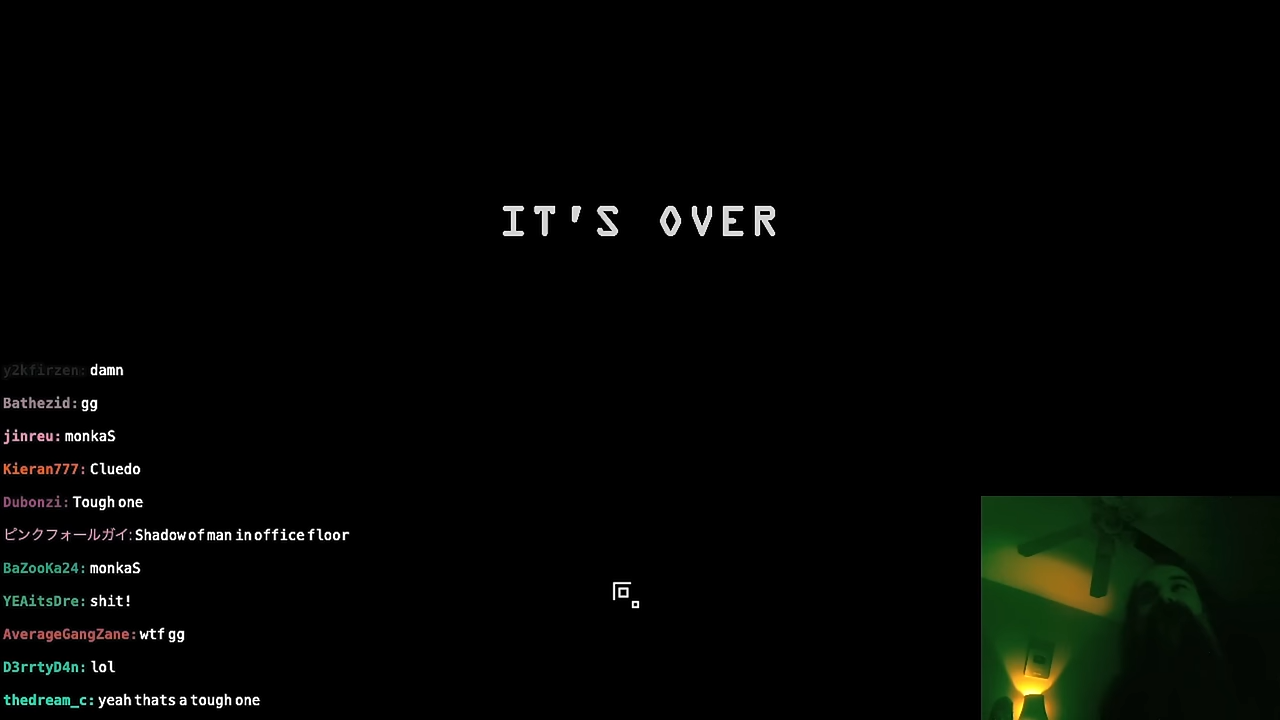 IT'S OVER
y2kfirzen: damn
Bathezid: gg
jinreu: monkaS
Kieran777: Cluedo
Dubonzi: Tough one
ピンクフォールガイ: Shadow of man in office floor
BaZooKa24: monkaS
YEAitsDre: shit!
AverageGangZane: wtf gg
D3rrtyD4n: lol
thedream_c: yeah thats a tough one